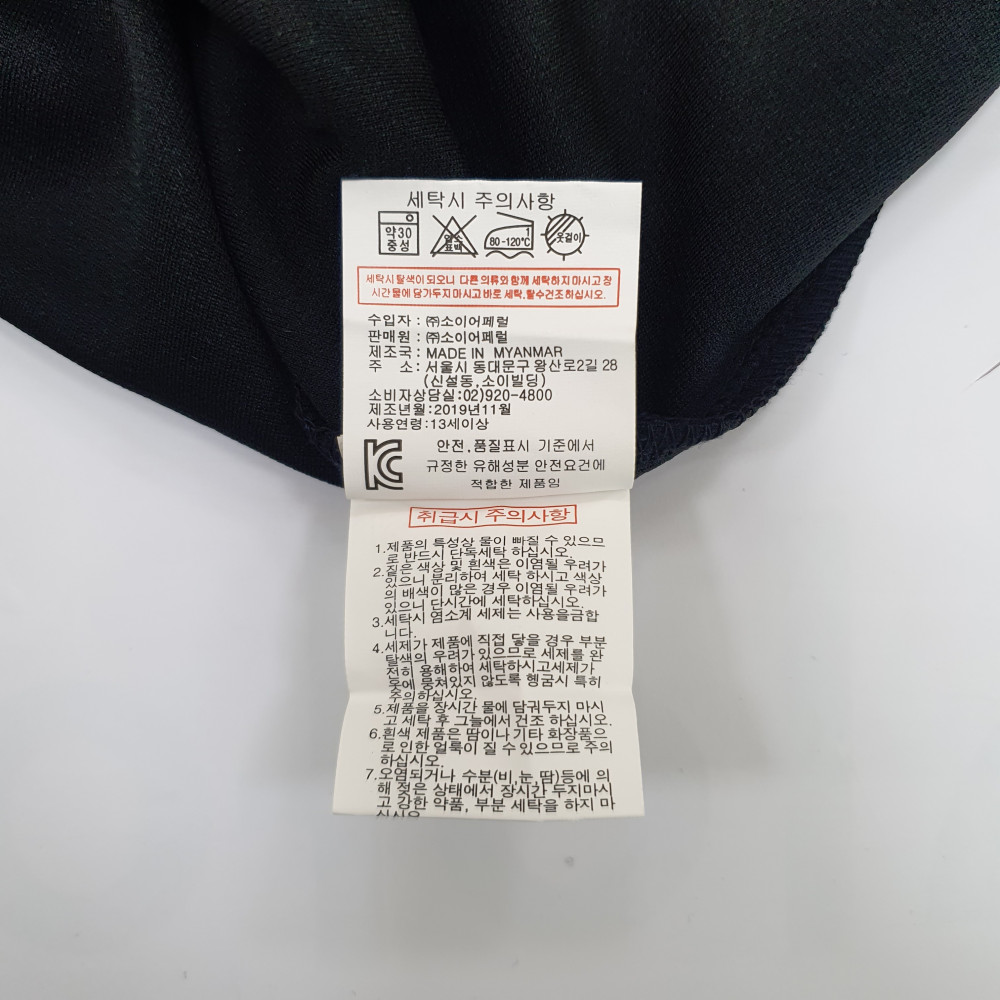 세탁시 주의사항
약30
중성
염소
표백
1
80-120℃
옷걸이
세탁시 탈색이 되오니 다른 의류와 함께 세탁하지 마시고 장
시간 물에 담가두지 마시고 바로 세탁,탈수건조하십시오.
수입자 : ㈜소이어페럴
판매원 : ㈜소이어페럴
제조국 : MADE IN MYANMAR
주 소: 서울시 동대문구 왕산로2길 28
(신설동,소이빌딩)
소비자상담실:02)920-4800
제조년월:2019년11월
사용연령:13세이상
안전.품질표시 기준에서
규정한 유해성분 안전요건에
적합한 제품임
취급시 주의사항
1.제품의 특성상 물이 빠질 수 있으므
로 반드시 단독세탁 하십시오.
2.짙은 색상 및 흰색은 이염될 우려가
있으니 분리하여 세탁 하시고 색상
의 배색이 많은 경우 이염될 우려가
있으니 단시간에 세탁하십시오.
3.세탁시 염소계 세제는 사용을금합
니다.
4.세제가 제품에 직접 닿을 경우 부분
탈색의 우려가 있으므로 세제를 완
전히 용해하여 세탁하시고세제가
옷에 뭉쳐있지 않도록 헹굼시 특히
주의하십시오.
5.제품을 장시간 물에 담궈두지 마시
고 세탁 후 그늘에서 건조 하십시오.
6.흰색 제품은 땀이나 기타 화장품으
로 인한 얼룩이 질 수 있으므로 주의
하십시오.
7.오염되거나 수분(비,눈,땀)등에 의
해 젖은 상태에서 장시간 두지마시
고 강한 약품, 부분 세탁을 하지 마
십시오